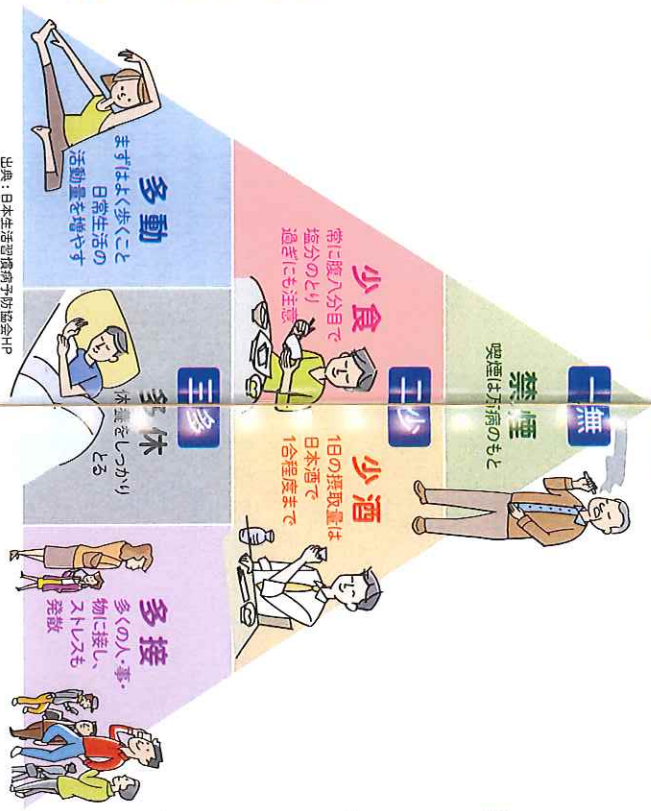 一無
禁煙
喫煙は万病のもと
二少
少食
常に腹八分目で
塩分のとり
過ぎにも注意
少酒
1日の摂取量は
日本酒で
1合程度まで
三多
多動
まずはよく歩くこと
日常生活の
活動量を増やす
多休
休養をしっかり
とる
多接
多くの人・事・
物に接し、
ストレスも
発散
出典：日本生活習慣病予防協会HP